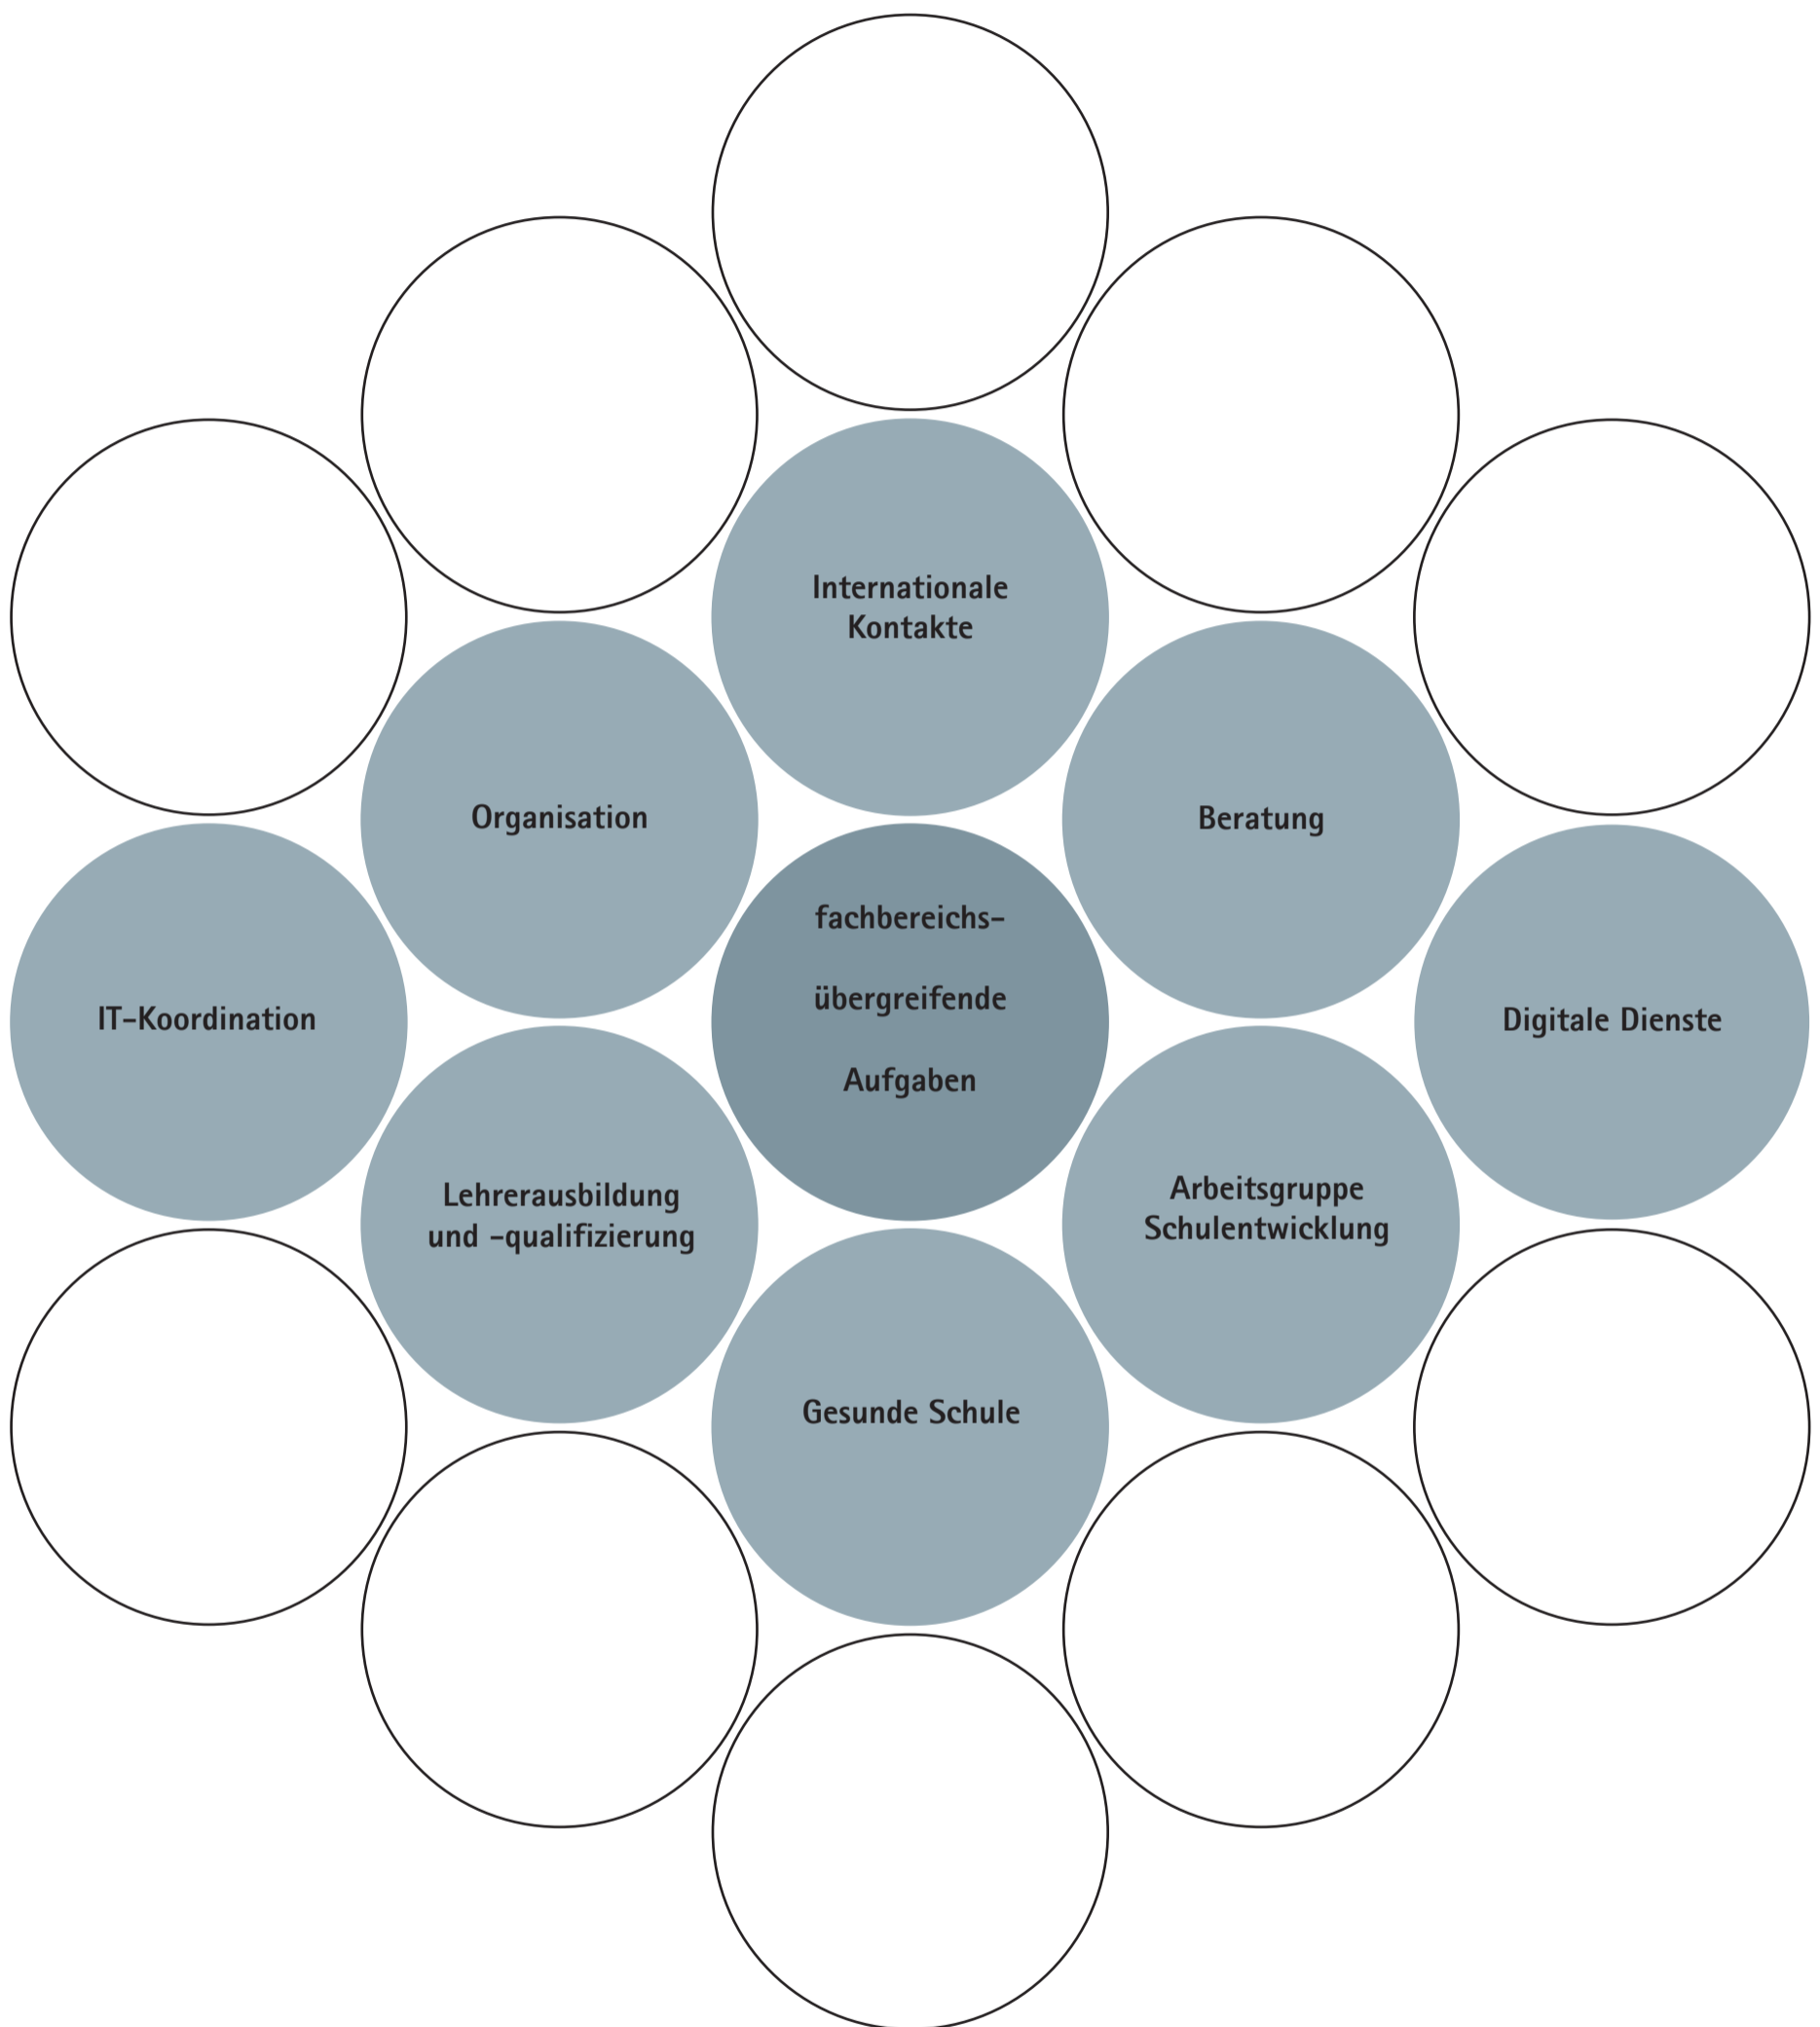 Internationale
Kontakte
Organisation
Beratung
fachbereichs-
übergreifende
Aufgaben
IT-Koordination
Digitale Dienste
Lehrerausbildung
und -qualifizierung
Arbeitsgruppe
Schulentwicklung
Gesunde Schule